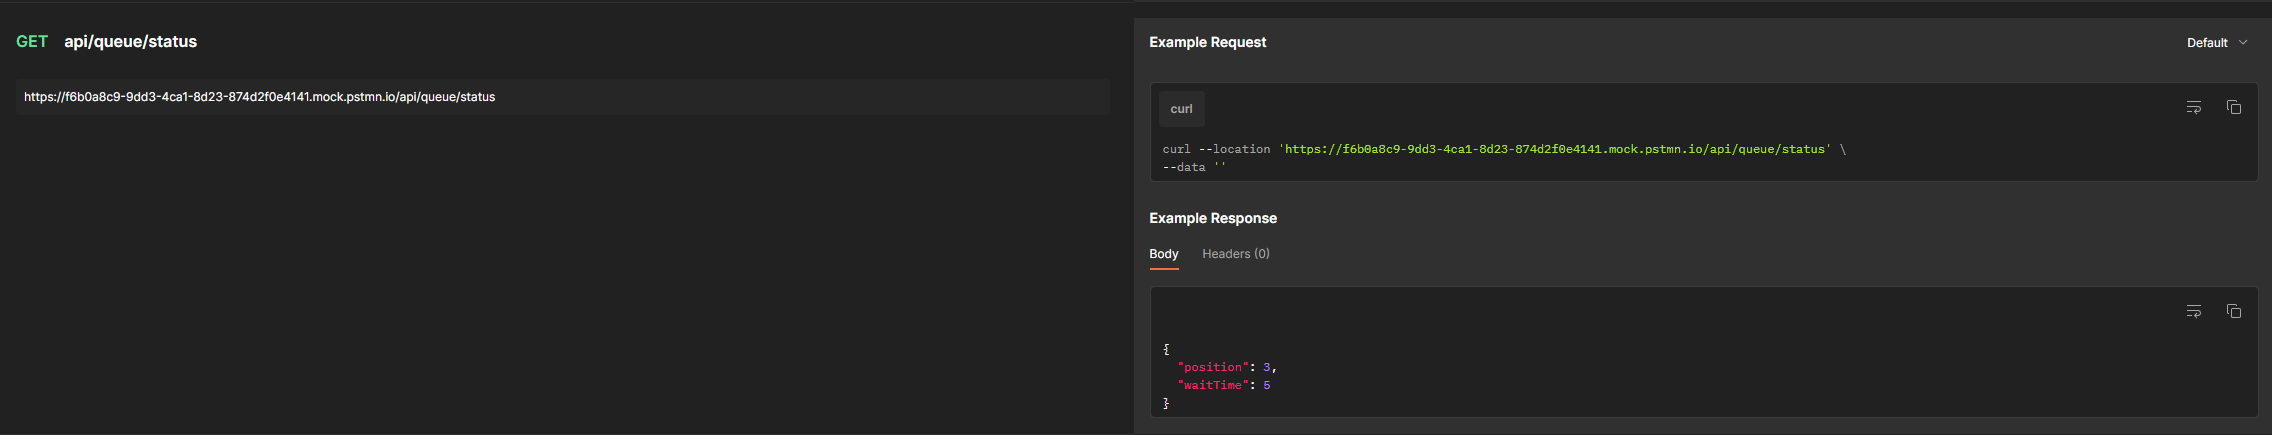 GET api/queue/status
https://f6b0a8c9-9dd3-4ca1-8d23-874d2f0e4141.mock.pstmn.io/api/queue/status
Example Request
Default
curl
curl --location 'https://f6b0a8c9-9dd3-4ca1-8d23-874d2f0e4141.mock.pstmn.io/api/queue/status' \
--data ''
Example Response
Body Headers (0)
{
  "position": 3,
  "waitTime": 5
}